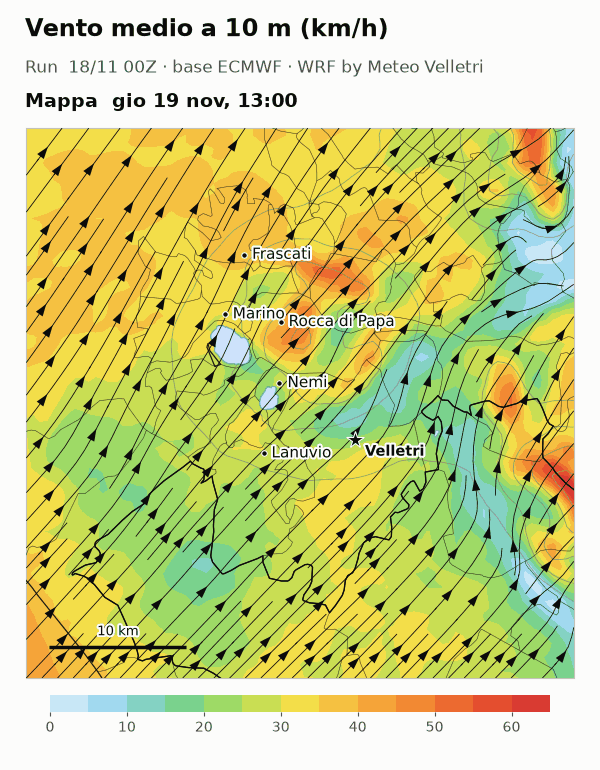 Vento medio a 10 m (km/h)
Run  18/11 00Z · base ECMWF · WRF by Meteo Velletri
Mappa  gio 19 nov, 13:00
Frascati
Marino
Rocca di Papa
Nemi
Velletri
Lanuvio
10 km
0 10 20 30 40 50 60